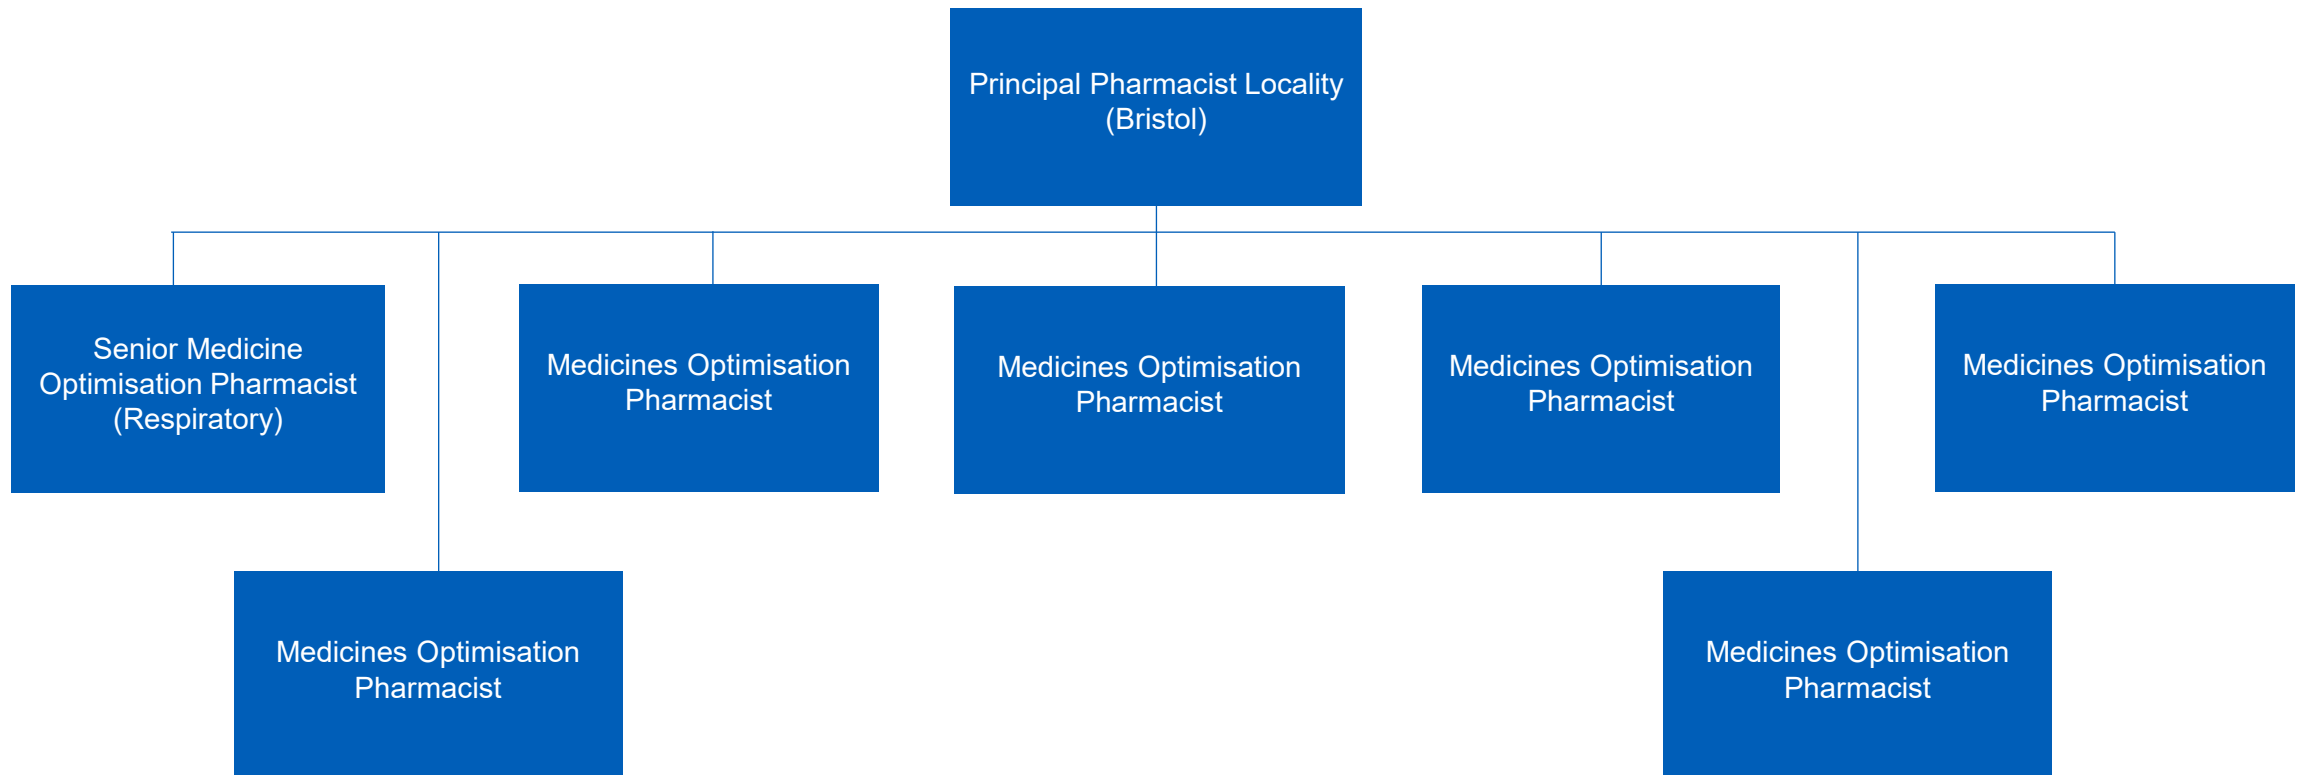 Principal Pharmacist Locality
(Bristol)
Senior Medicine
Optimisation Pharmacist
(Respiratory)
Medicines Optimisation
Pharmacist
Medicines Optimisation
Pharmacist
Medicines Optimisation
Pharmacist
Medicines Optimisation
Pharmacist
Medicines Optimisation
Pharmacist
Medicines Optimisation
Pharmacist